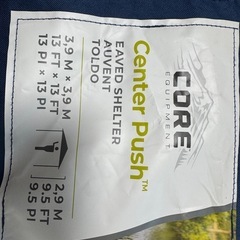 CORE
EQUIPMENT
Center Push™
EAVED SHELTER
AUVENT
TOLDO
3,9 M x 3,9 M
13 FT x 13 FT
13 PI x 13 PI
2,9 M
9.5 FT
9.5 PI